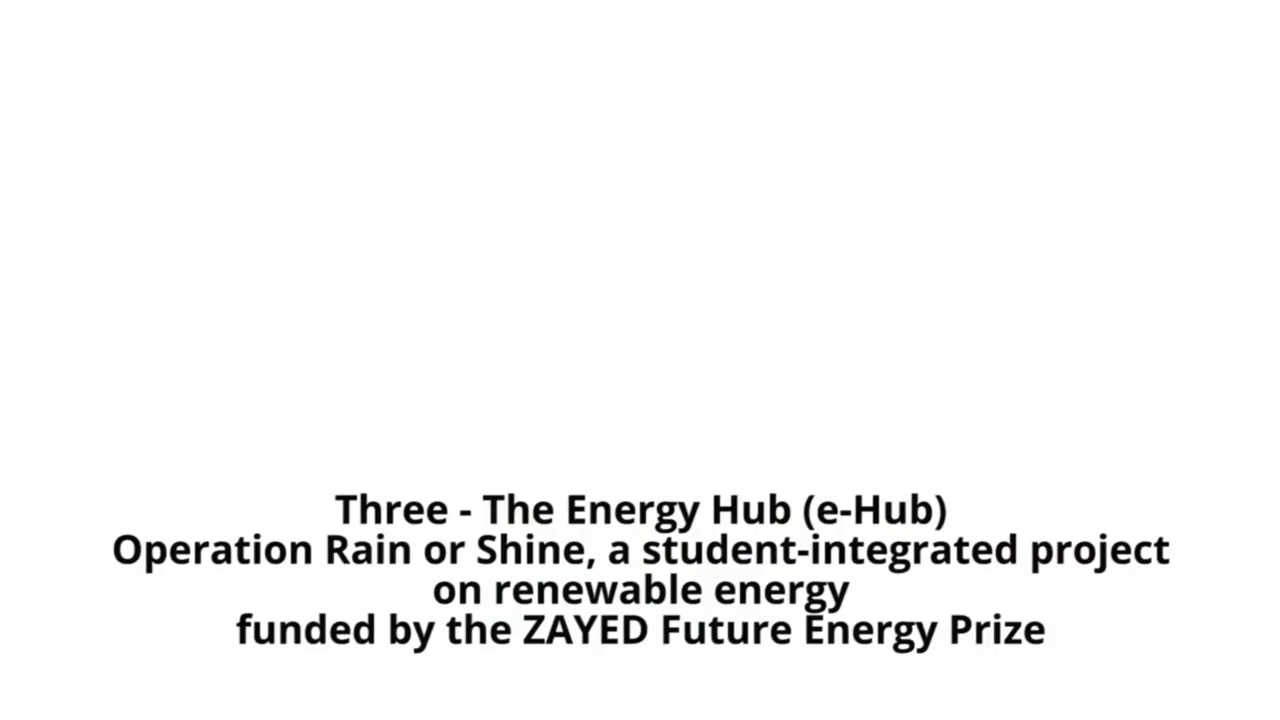 Three - The Energy Hub (e-Hub)
Operation Rain or Shine, a student-integrated project
on renewable energy
funded by the ZAYED Future Energy Prize